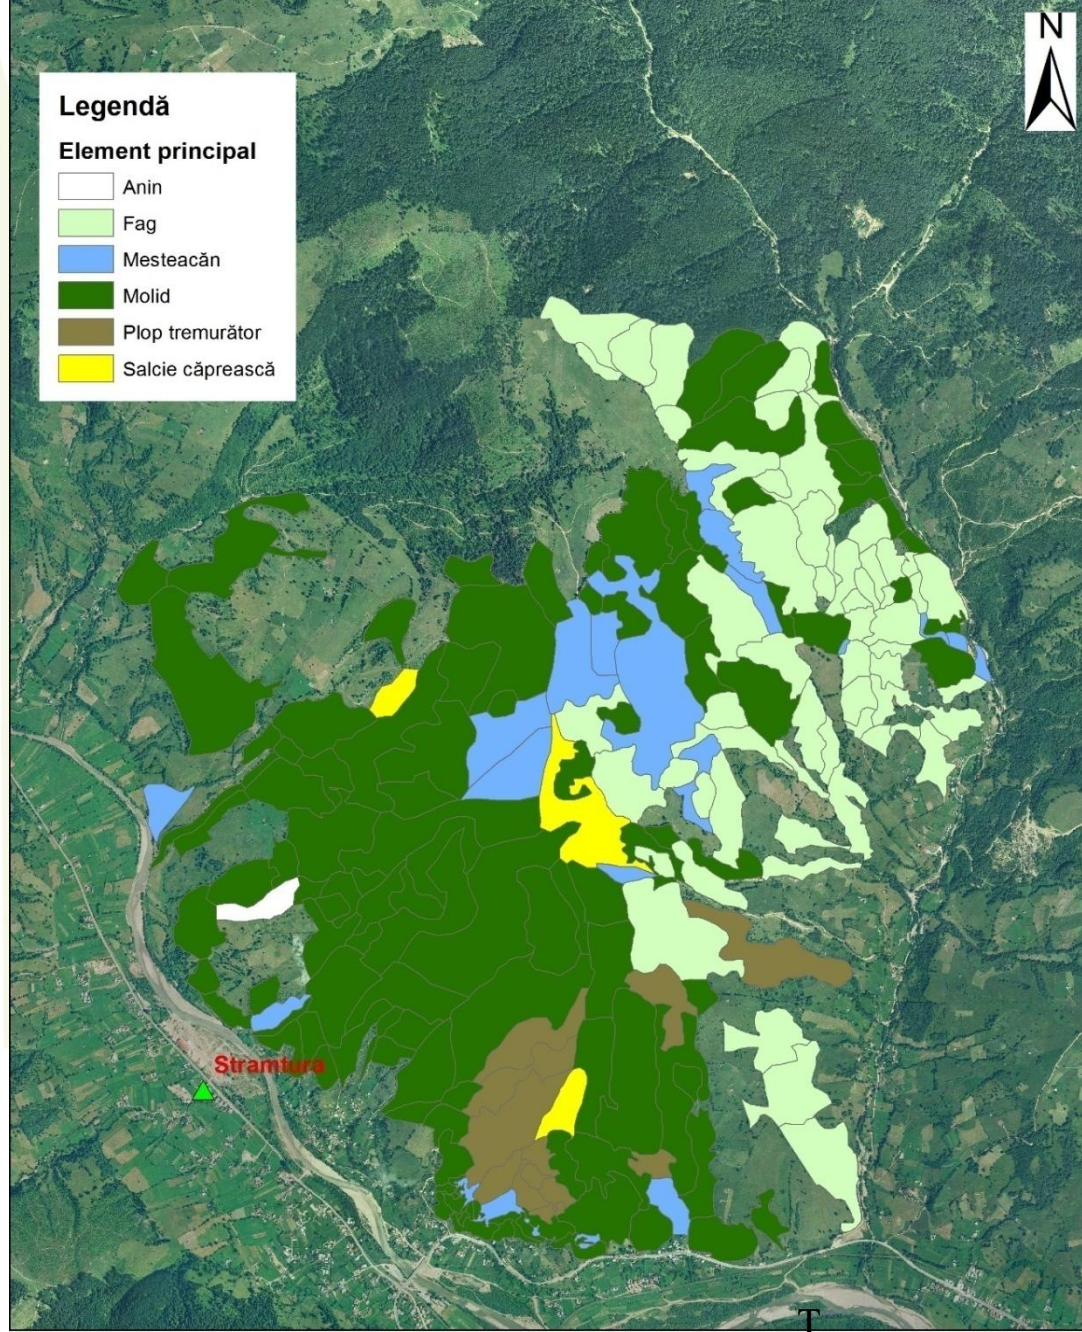 N
Legendă
Element principal
Anin
Fag
Mesteacăn
Molid
Plop tremurător
Salcie căprească
Stramtura
T